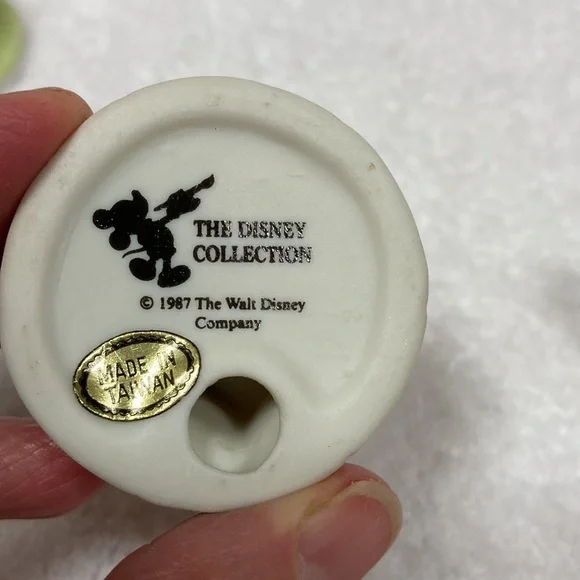 THE DISNEY
COLLECTION
© 1987 The Walt Disney
Company
MADE IN
TAIWAN